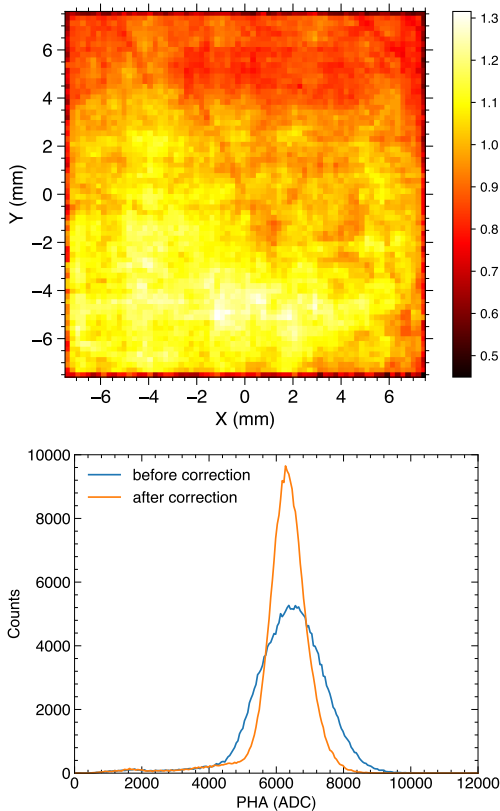 1.3
6
1.2
4
1.1
2
1.0
0
0.9
−2
0.8
−4
0.7
−6
0.6
0.5
Y (mm)
−6 −4 −2 0 2 4 6
X (mm)
10000
before correction
after correction
8000
6000
4000
2000
0
Counts
0 2000 4000 6000 8000 10000 12000
PHA (ADC)